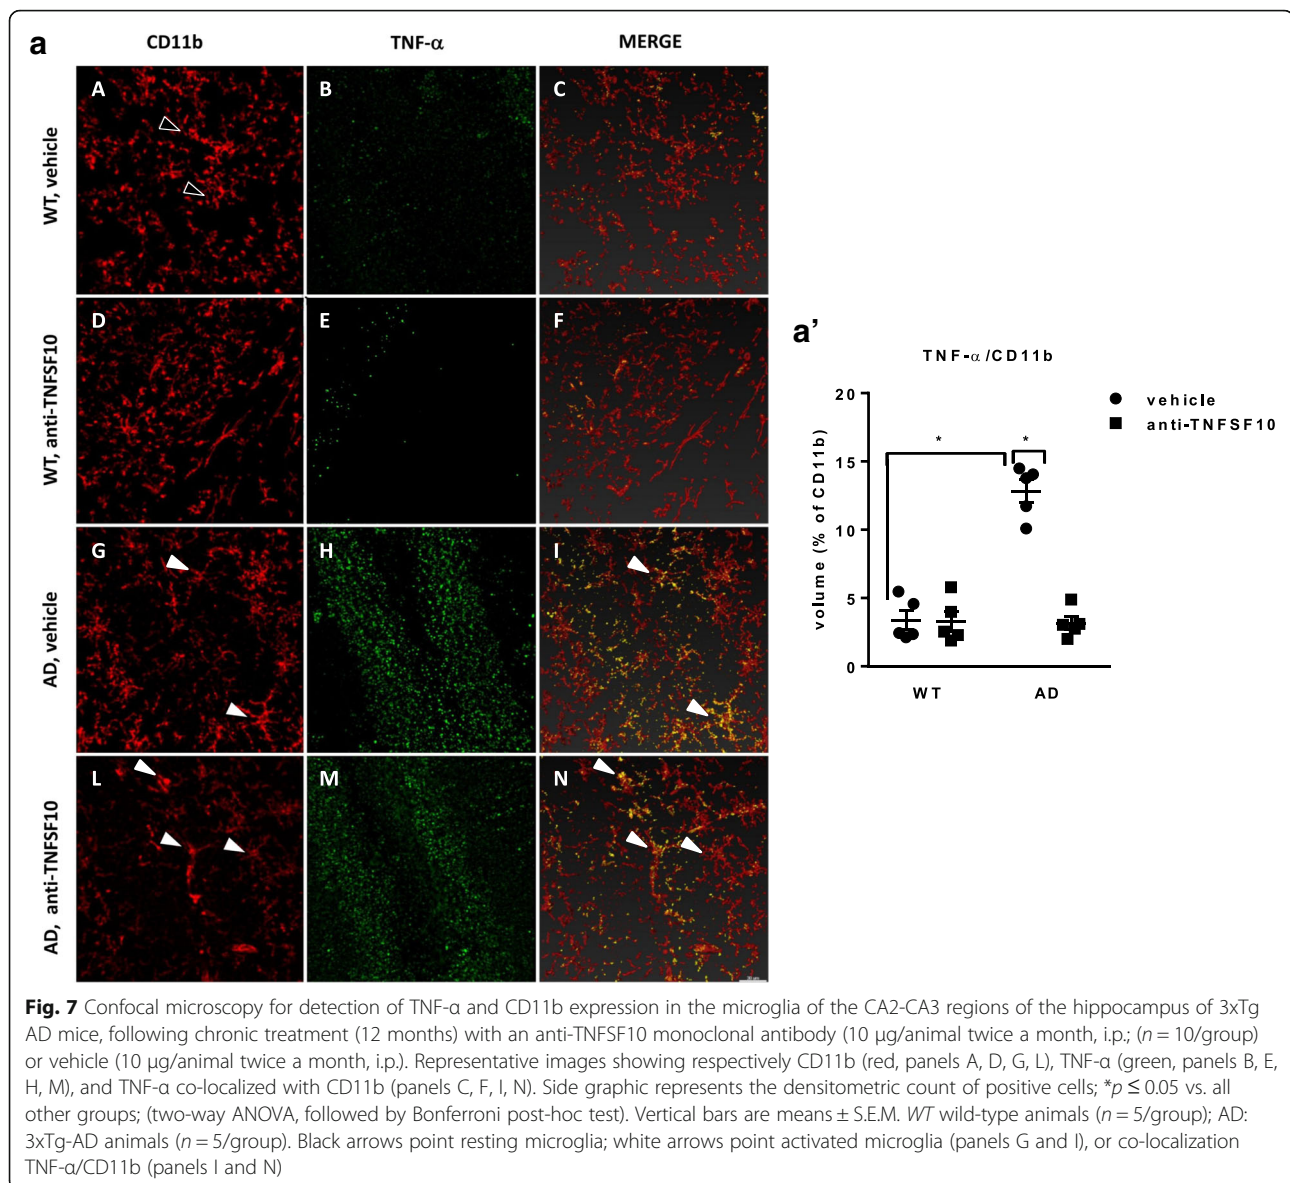 a
CD11b TNF-α MERGE
WT, vehicle
A B C
WT, anti-TNFSF10
D E F
AD, vehicle
G H I
AD, anti-TNFSF10
L M N
a'
TNF-α/CD11b
volume (% of CD11b)
20
15
10
5
0
* *
WT AD
vehicle
anti-TNFSF10
Fig. 7 Confocal microscopy for detection of TNF-α and CD11b expression in the microglia of the CA2-CA3 regions of the hippocampus of 3xTg
AD mice, following chronic treatment (12 months) with an anti-TNFSF10 monoclonal antibody (10 μg/animal twice a month, i.p.; (n = 10/group)
or vehicle (10 μg/animal twice a month, i.p.). Representative images showing respectively CD11b (red, panels A, D, G, L), TNF-α (green, panels B, E,
H, M), and TNF-α co-localized with CD11b (panels C, F, I, N). Side graphic represents the densitometric count of positive cells; *p ≤ 0.05 vs. all
other groups; (two-way ANOVA, followed by Bonferroni post-hoc test). Vertical bars are means ± S.E.M. WT wild-type animals (n = 5/group); AD:
3xTg-AD animals (n = 5/group). Black arrows point resting microglia; white arrows point activated microglia (panels G and I), or co-localization
TNF-α/CD11b (panels I and N)